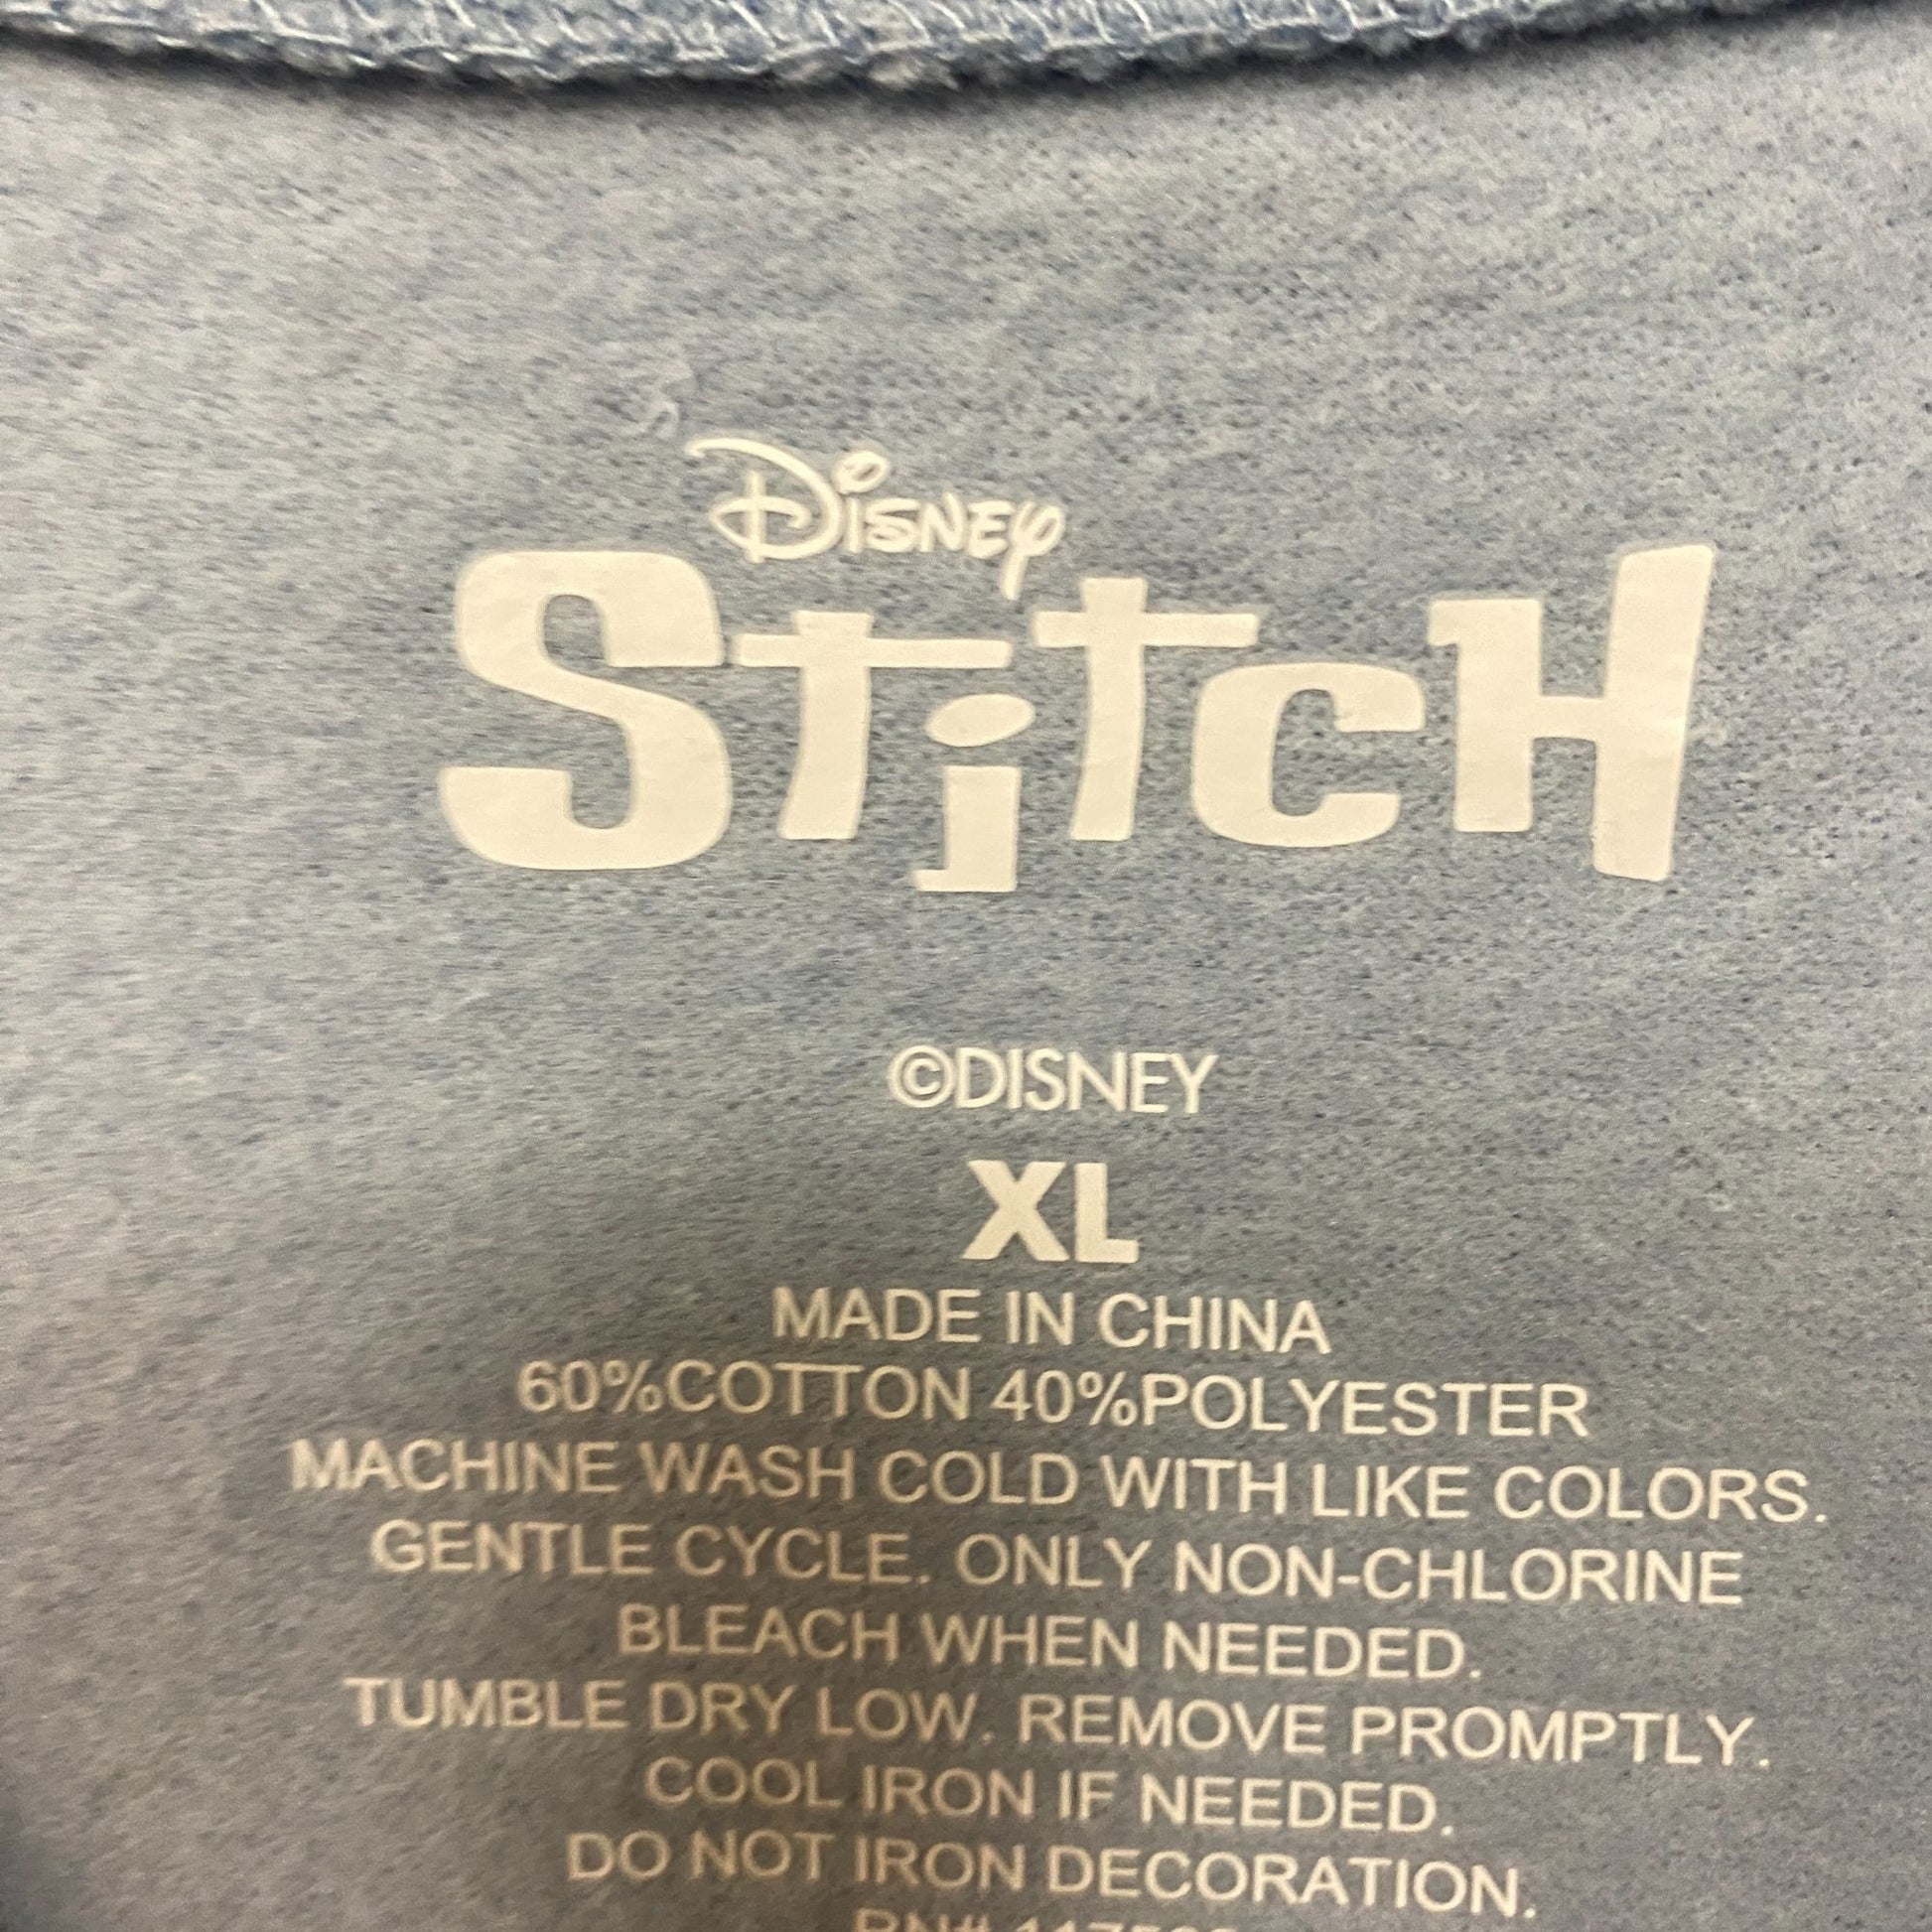 Disney
Stitch
©DISNEY
XL
MADE IN CHINA
60%COTTON 40%POLYESTER
MACHINE WASH COLD WITH LIKE COLORS.
GENTLE CYCLE. ONLY NON-CHLORINE
BLEACH WHEN NEEDED.
TUMBLE DRY LOW. REMOVE PROMPTLY.
COOL IRON IF NEEDED.
DO NOT IRON DECORATION.
RN#